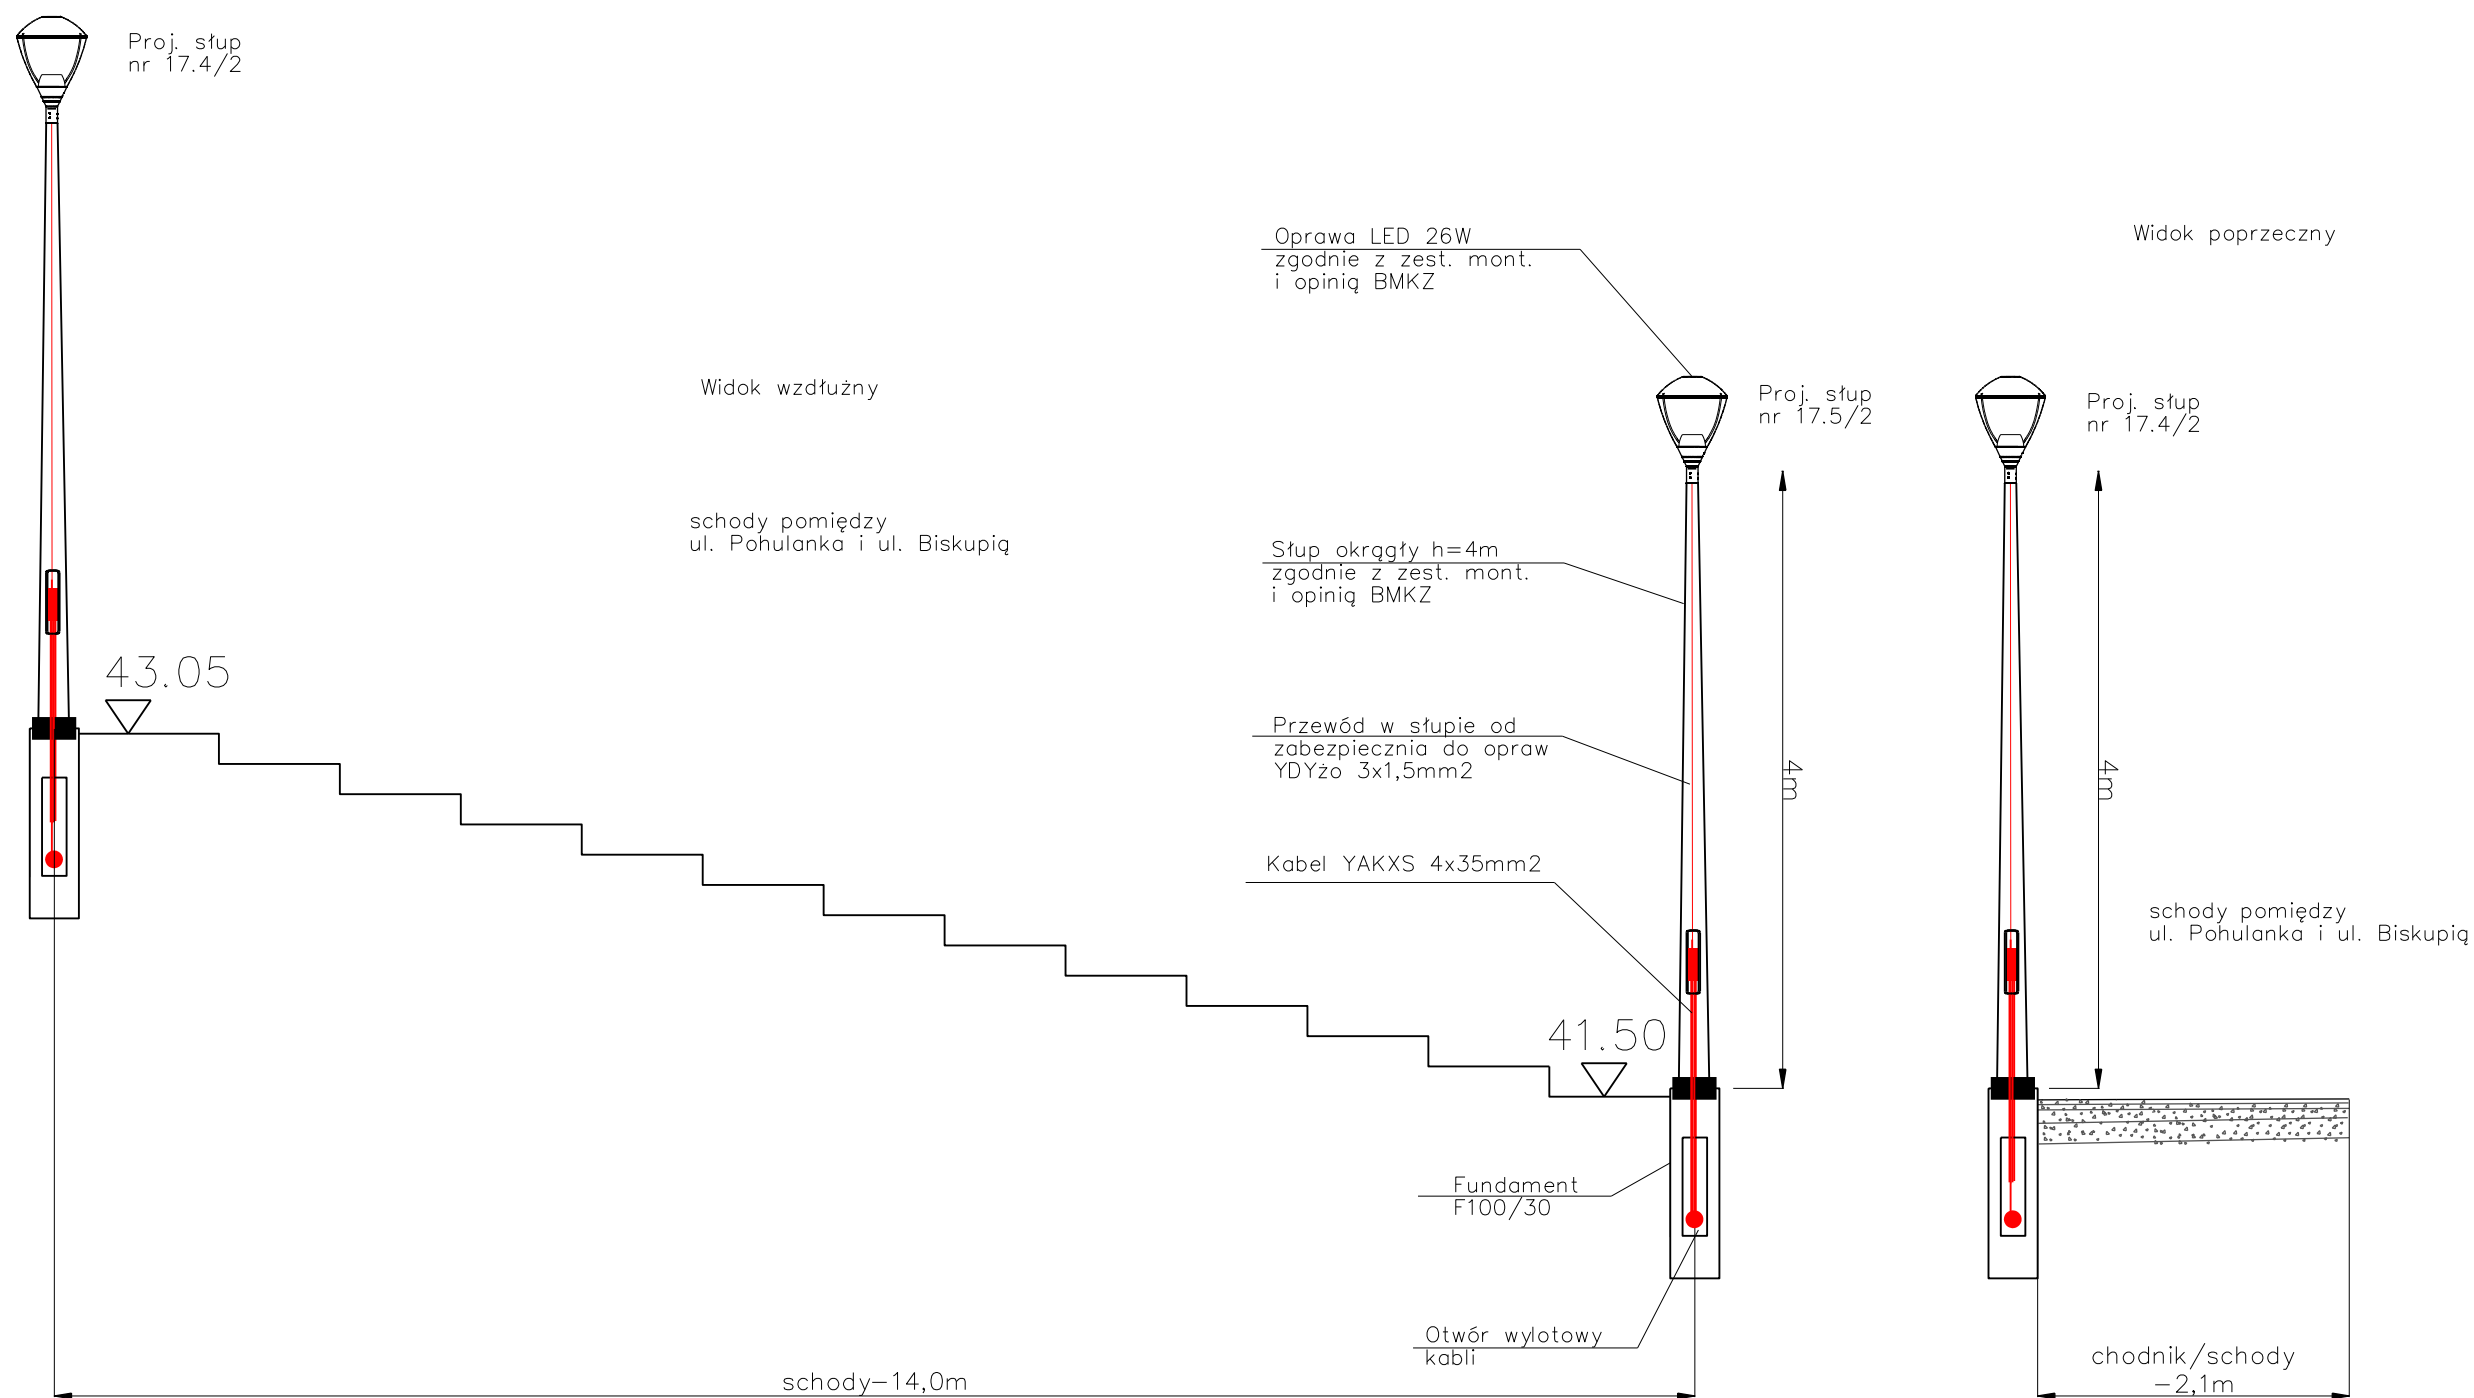 Proj. słup
nr 17.4/2
Widok wzdłużny
schody pomiędzy
ul. Pohulanka i ul. Biskupią
43.05
Oprawa LED 26W
zgodnie z zest. mont.
i opinią BMKZ
Proj. słup
nr 17.5/2
Słup okrągły h=4m
zgodnie z zest. mont.
i opinią BMKZ
Przewód w słupie od
zabezpiecznia do opraw
YDYżo 3x1,5mm2
4m
Kabel YAKXS 4x35mm2
41.50
Fundament
F100/30
Otwór wylotowy
kabli
schody-14,0m
Widok poprzeczny
Proj. słup
nr 17.4/2
4m
schody pomiędzy
ul. Pohulanka i ul. Biskupią
chodnik/schody
-2,1m